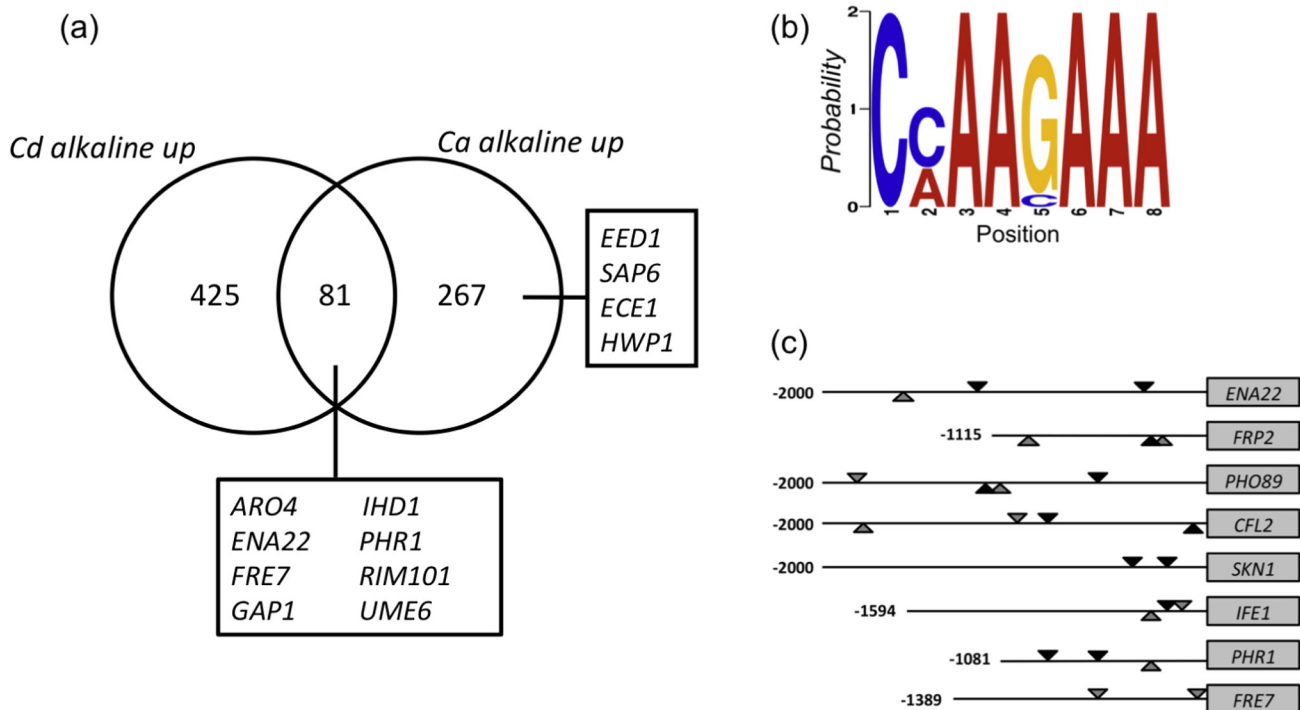 (a)
Cd alkaline up
Ca alkaline up
425
81
267
EED1
SAP6
ECE1
HWP1
ARO4 IHD1
ENA22 PHR1
FRE7 RIM101
GAP1 UME6
(b)
Probability
2
1
0
C C A A A G C A A A
1 2 3 4 5 6 7 8
Position
(c)
-2000 ENA22
-1115 FRP2
-2000 PHO89
-2000 CFL2
-2000 SKN1
-1594 IFE1
-1081 PHR1
-1389 FRE7